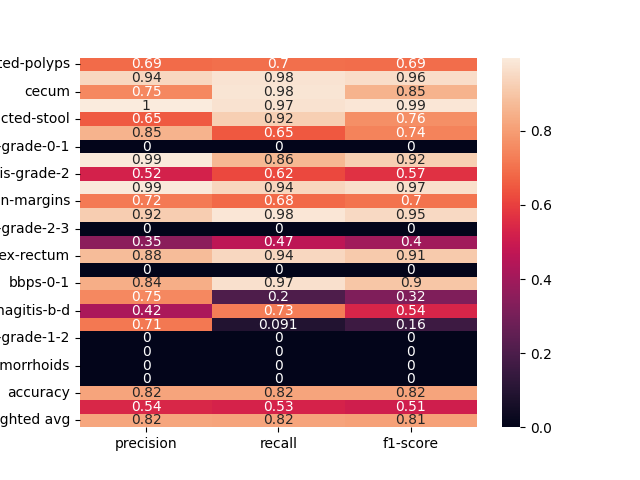 ted-polyps 0.69 0.7 0.69
0.94 0.98 0.96
cecum 0.75 0.98 0.85
1 0.97 0.99
cted-stool 0.65 0.92 0.76
0.85 0.65 0.74
-grade-0-1 0 0 0
0.99 0.86 0.92
is-grade-2 0.52 0.62 0.57
0.99 0.94 0.97
n-margins 0.72 0.68 0.7
0.92 0.98 0.95
-grade-2-3 0 0 0
0.35 0.47 0.4
ex-rectum 0.88 0.94 0.91
0 0 0
bbps-0-1 0.84 0.97 0.9
0.75 0.2 0.32
nagitis-b-d 0.42 0.73 0.54
0.71 0.091 0.16
-grade-1-2 0 0 0
0 0 0
morrhoids 0 0 0
0 0 0
accuracy 0.82 0.82 0.82
0.54 0.53 0.51
ghted avg 0.82 0.82 0.81
precision recall f1-score
0.8
0.6
0.4
0.2
0.0